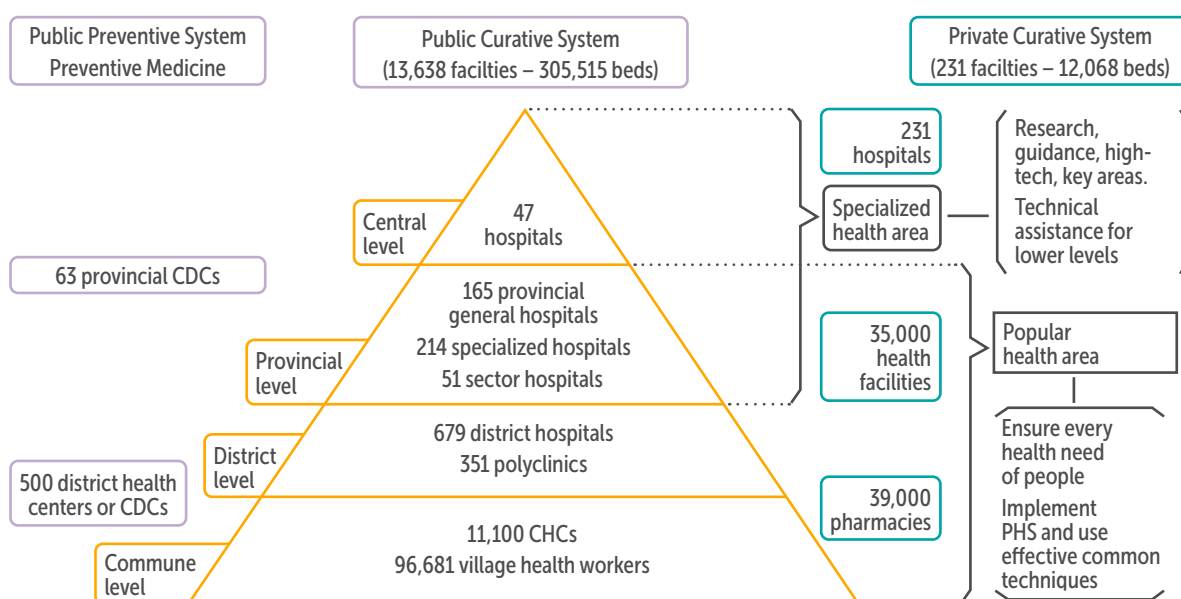 Public Preventive System
Preventive Medicine
Public Curative System
(13,638 facilties – 305,515 beds)
Private Curative System
(231 facilties – 12,068 beds)
231
hospitals
Research,
guidance, high-
tech, key areas.
Technical
assistance for
lower levels
Specialized
health area
Central
level
47
hospitals
63 provincial CDCs
165 provincial
general hospitals
214 specialized hospitals
51 sector hospitals
Provincial
level
35,000
health
facilities
Popular
health area
679 district hospitals
351 polyclinics
District
level
500 district health
centers or CDCs
39,000
pharmacies
Ensure every
health need
of people
Implement
PHS and use
effective common
techniques
11,100 CHCs
96,681 village health workers
Commune
level